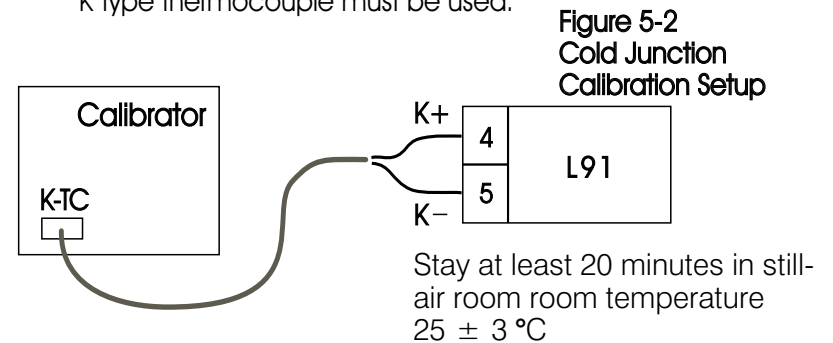 K type thermocouple must be used.
Figure 5-2
Cold Junction
Calibration Setup
Calibrator
K-TC
K+
4
5
L91
K−
Stay at least 20 minutes in still-
air room room temperature
25 ± 3 °C